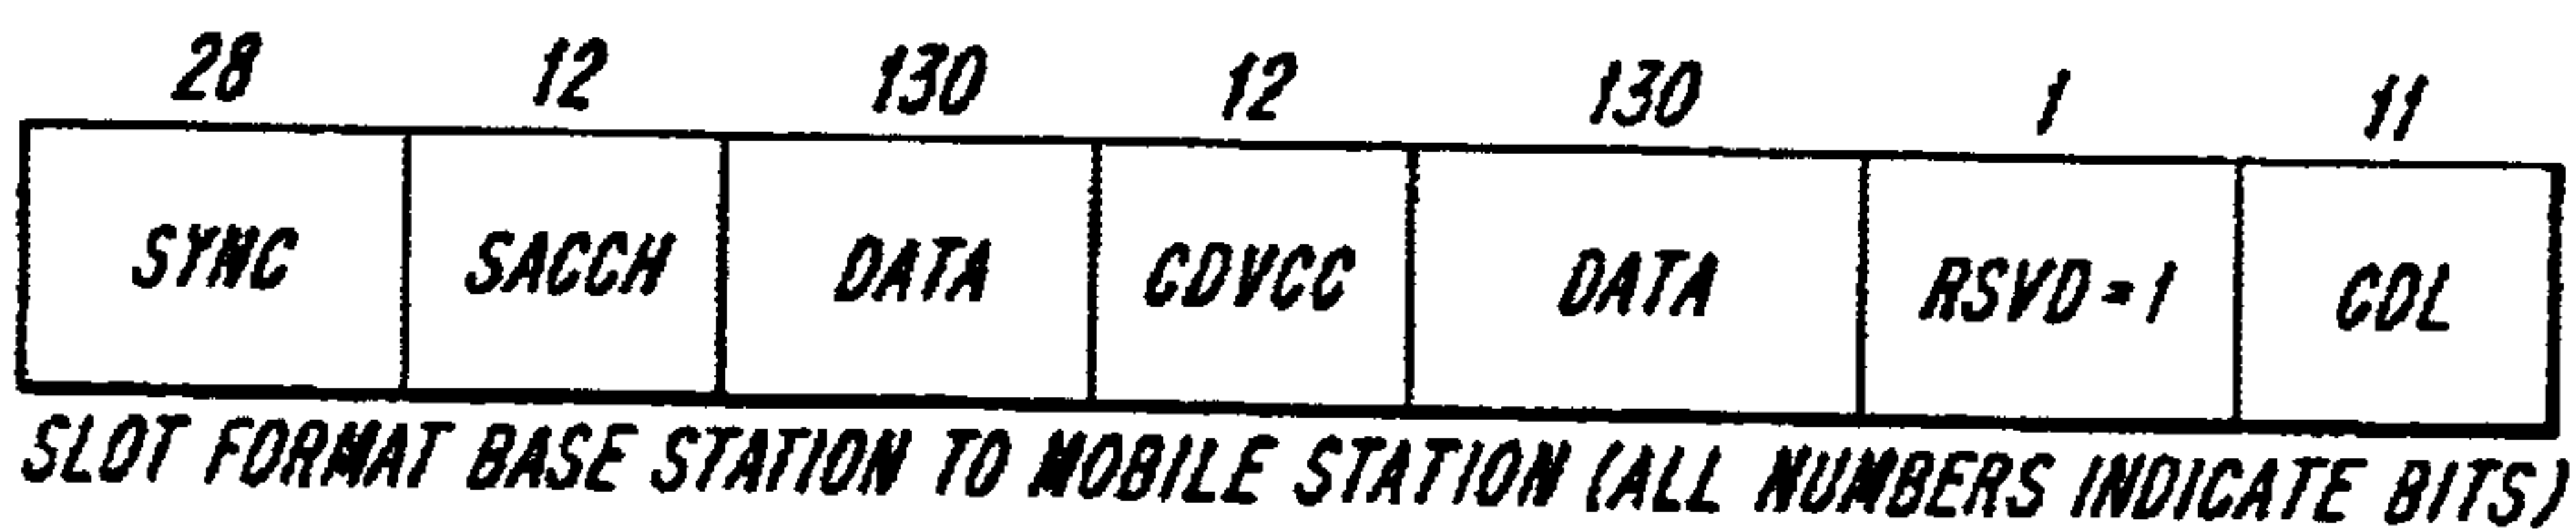 28 12 130 12 130 1 11
SYNC SACCH DATA CDVCC DATA RSVD=1 CDL
SLOT FORMAT BASE STATION TO MOBILE STATION (ALL NUMBERS INDICATE BITS)